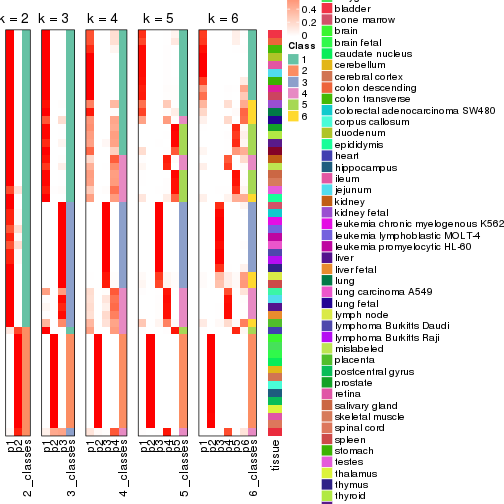 k = 2 k = 3 k = 4 k = 5 k = 6
0.4
0.2
0
Class
1
2
3
4
5
6
bladder
bone marrow
brain
brain fetal
caudate nucleus
cerebellum
cerebral cortex
colon descending
colon transverse
colorectal adenocarcinoma SW480
corpus callosum
duodenum
epididymis
heart
hippocampus
ileum
jejunum
kidney
kidney fetal
leukemia chronic myelogenous K562
leukemia lymphoblastic MOLT-4
leukemia promyelocytic HL-60
liver
liver fetal
lung
lung carcinoma A549
lung fetal
lymph node
lymphoma Burkitts Daudi
lymphoma Burkitts Raji
mislabeled
placenta
postcentral gyrus
prostate
retina
salivary gland
skeletal muscle
spinal cord
spleen
stomach
testes
thalamus
thymus
thyroid
p1
p2
2_classes
p1
p2
p3
3_classes
p1
p2
p3
p4
4_classes
p1
p2
p3
p4
p5
5_classes
p1
p2
p3
p4
p5
p6
6_classes
tissue